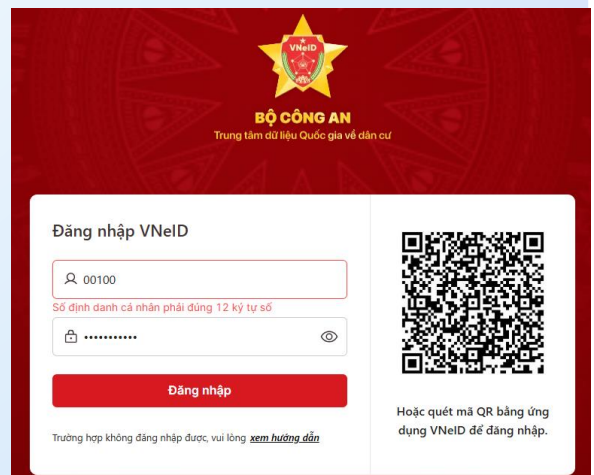 VNeID
BỘ CÔNG AN
Trung tâm dữ liệu Quốc gia về dân cư
Đăng nhập VNeID
00100
Số định danh cá nhân phải đúng 12 ký tự số
•••••••••••
Đăng nhập
Trường hợp không đăng nhập được, vui lòng xem hướng dẫn
Hoặc quét mã QR bằng ứng
dụng VNeID để đăng nhập.